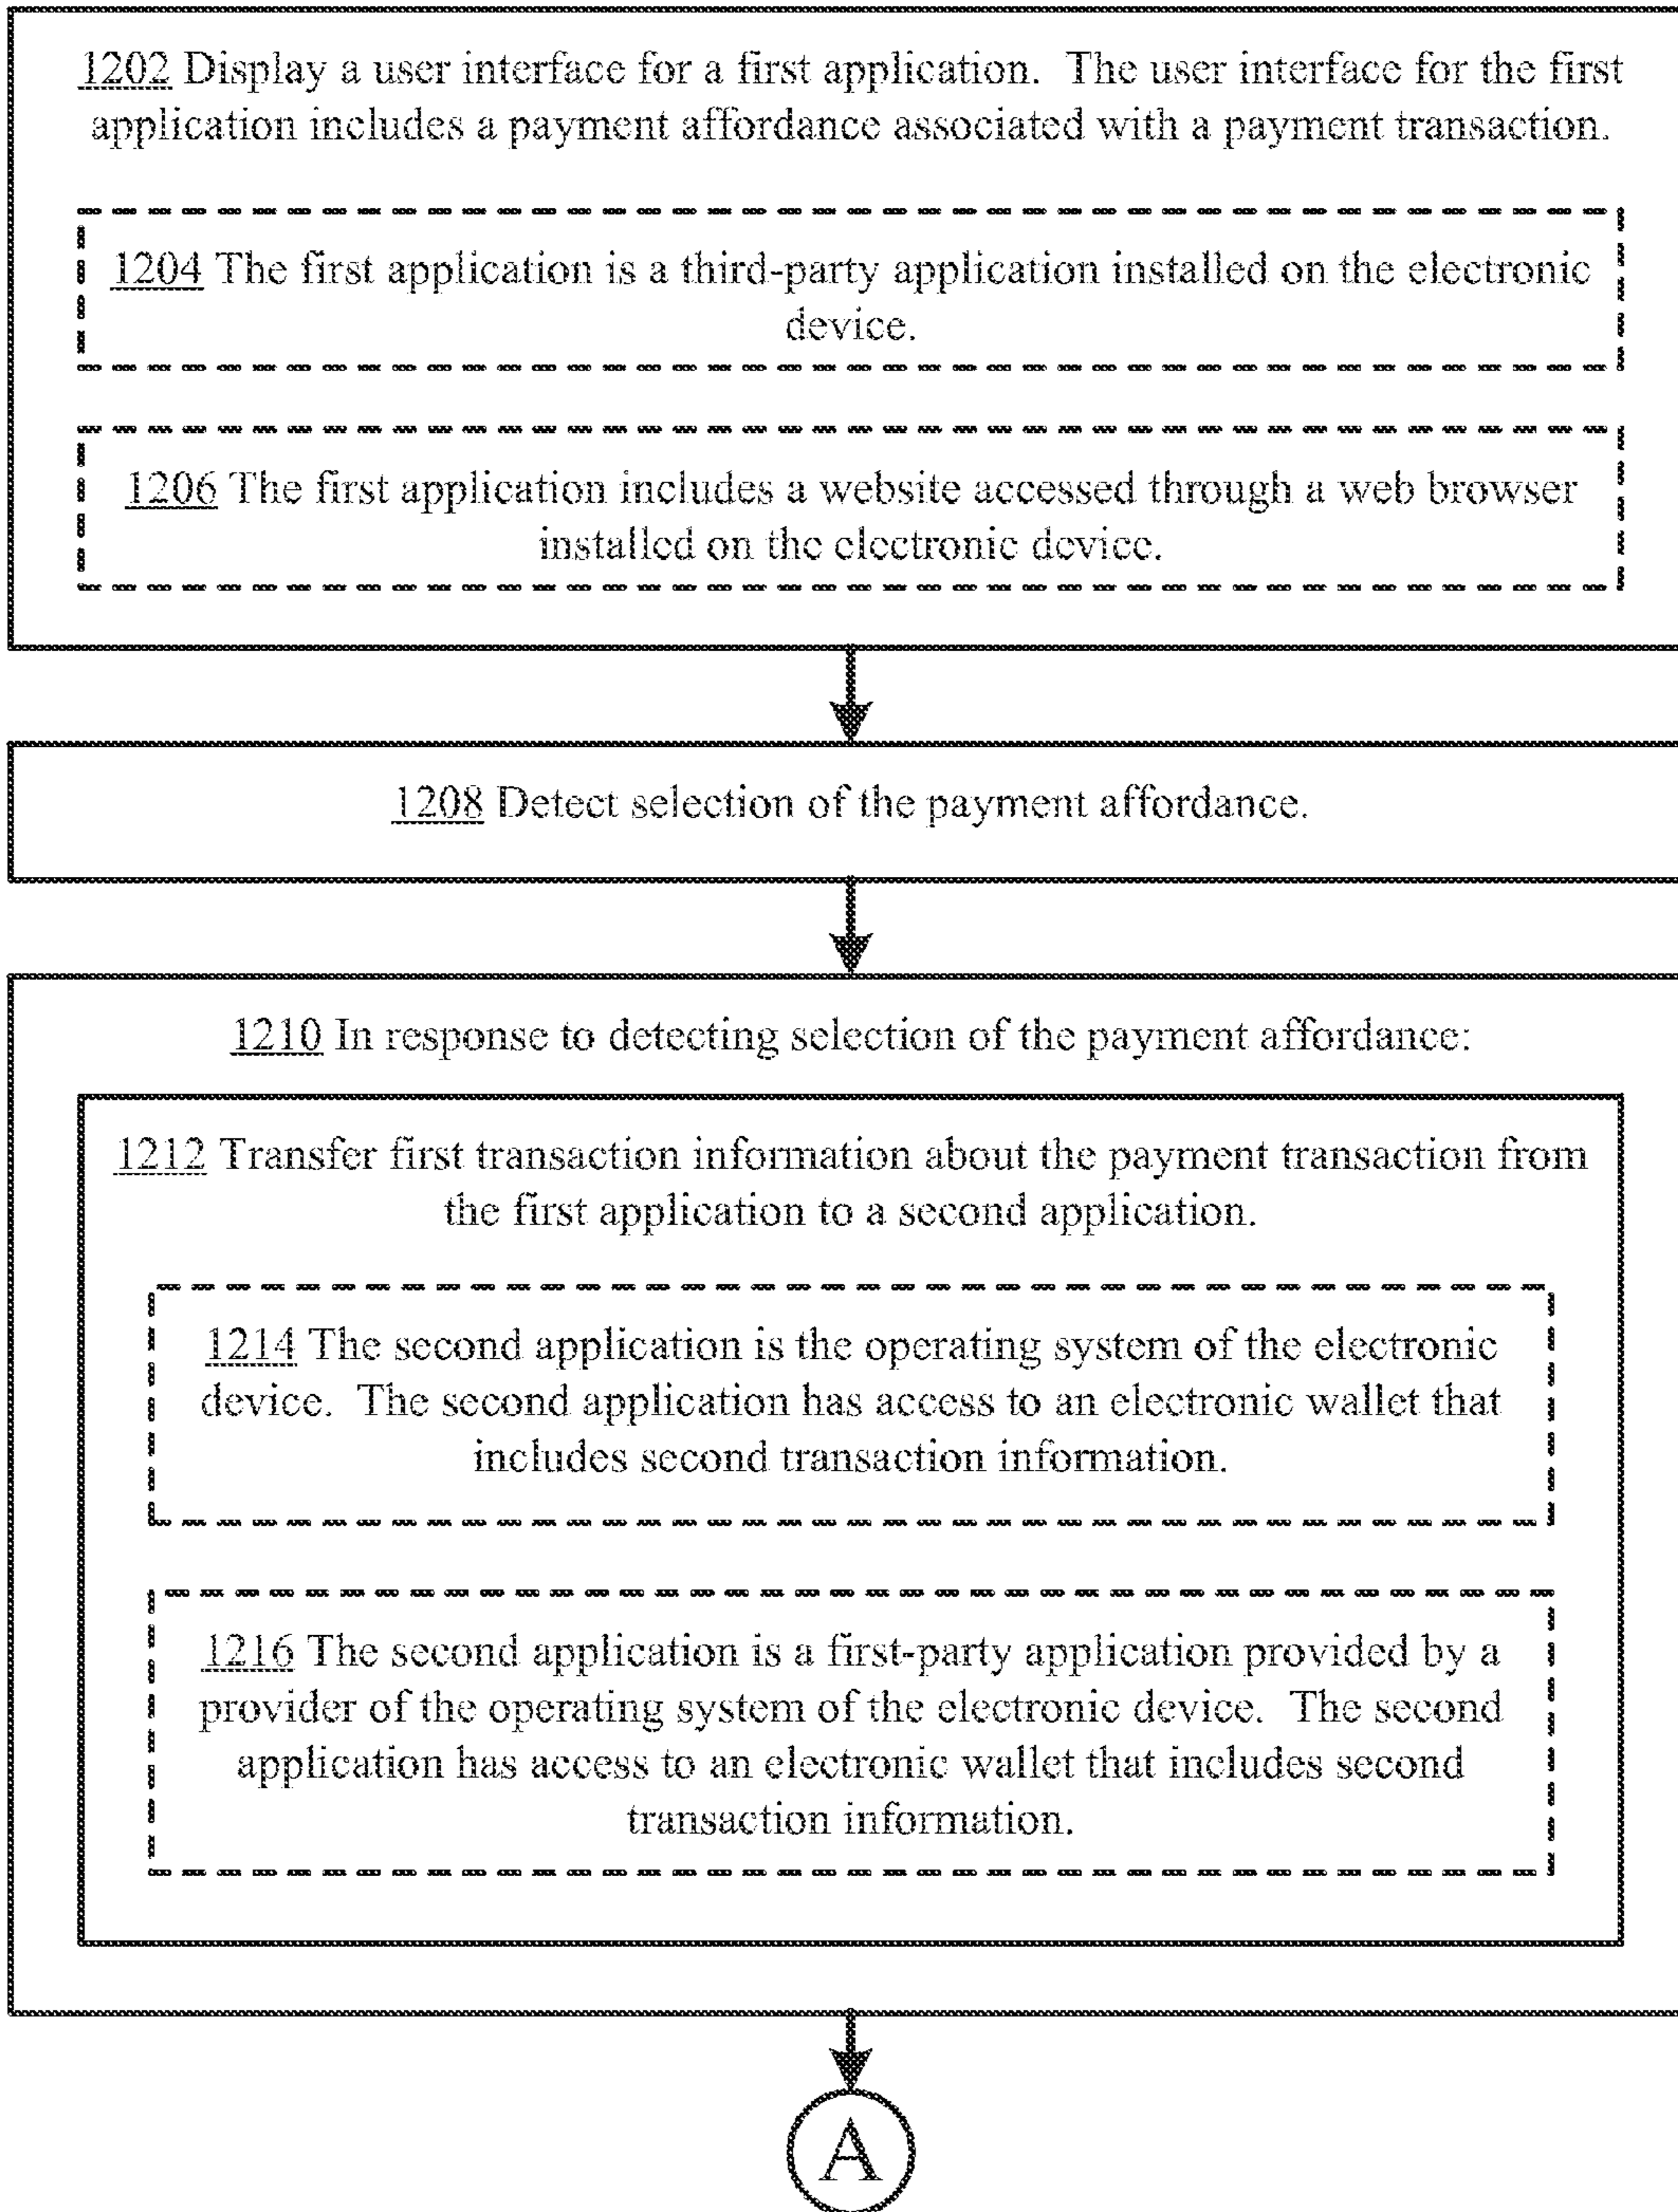 1202 Display a user interface for a first application. The user interface for the first
application includes a payment affordance associated with a payment transaction.
1204 The first application is a third-party application installed on the electronic
device.
1206 The first application includes a website accessed through a web browser
installed on the electronic device.
1208 Detect selection of the payment affordance.
1210 In response to detecting selection of the payment affordance:
1212 Transfer first transaction information about the payment transaction from
the first application to a second application.
1214 The second application is the operating system of the electronic
device. The second application has access to an electronic wallet that
includes second transaction information.
1216 The second application is a first-party application provided by a
provider of the operating system of the electronic device. The second
application has access to an electronic wallet that includes second
transaction information.
A